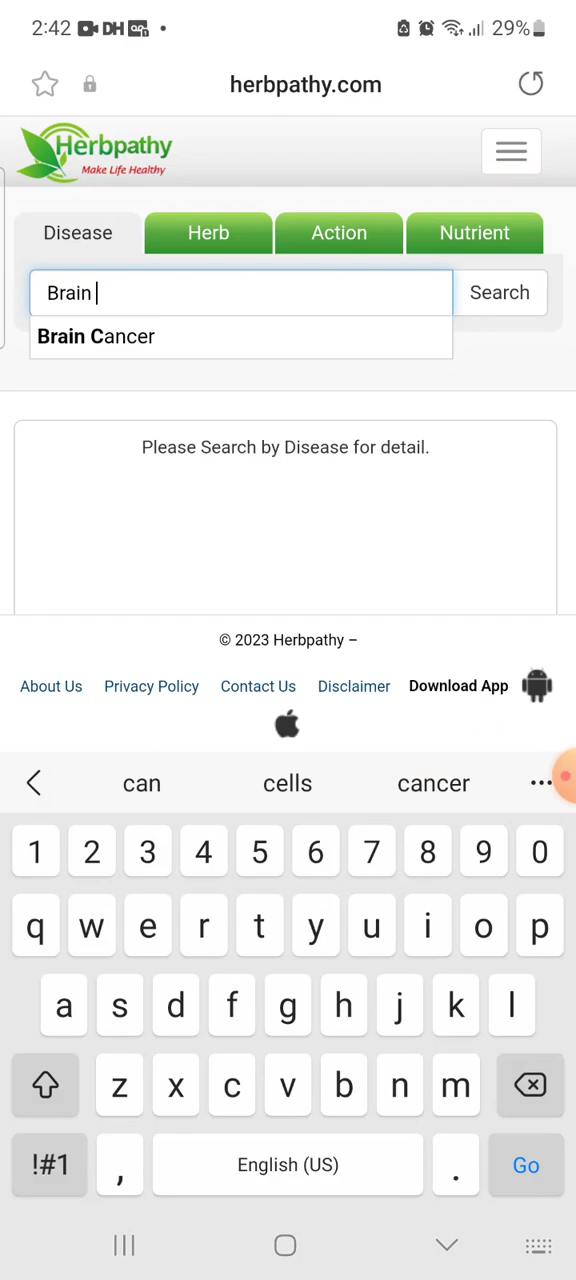 2:42 DH 29%
herbpathy.com
Herbpathy
Make Life Healthy
Disease Herb Action Nutrient
Brain Search
Brain Cancer
Please Search by Disease for detail.
© 2023 Herbpathy –
About Us Privacy Policy Contact Us Disclaimer Download App
can cells cancer ...
1 2 3 4 5 6 7 8 9 0
q w e r t y u i o p
a s d f g h j k l
z x c v b n m
!#1 , English (US) . Go